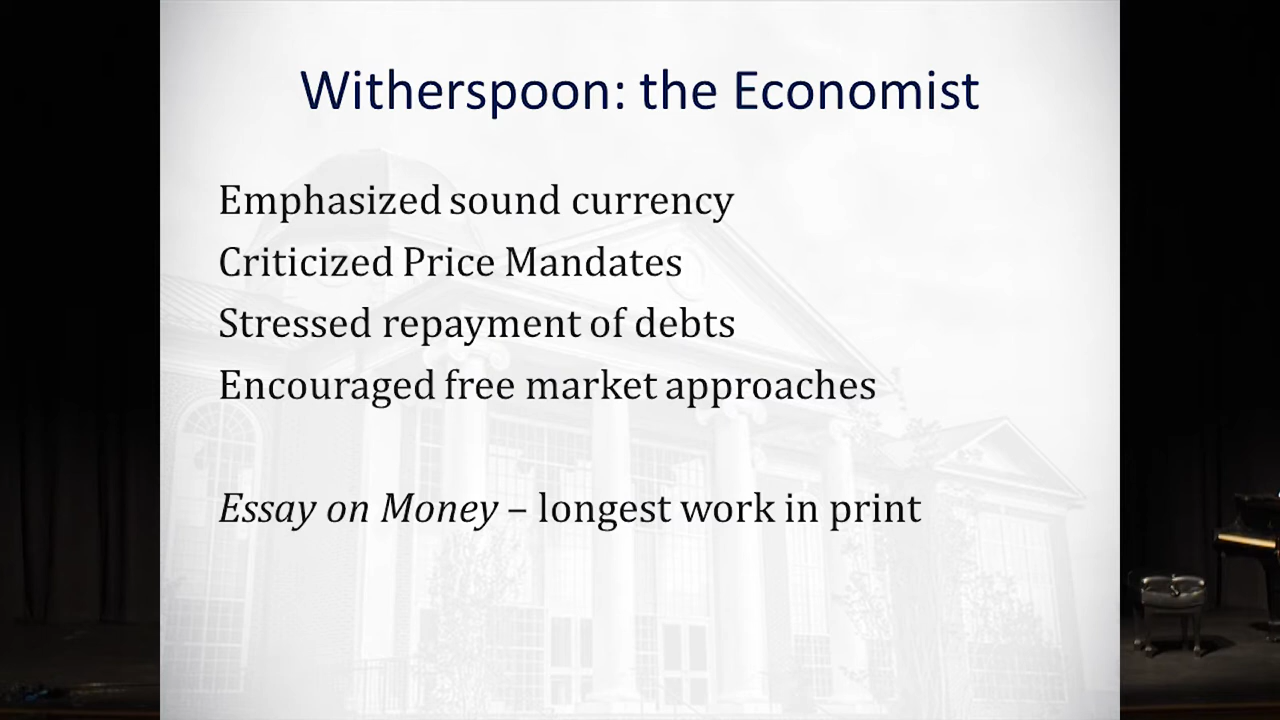 Witherspoon: the Economist
Emphasized sound currency
Criticized Price Mandates
Stressed repayment of debts
Encouraged free market approaches
Essay on Money – longest work in print